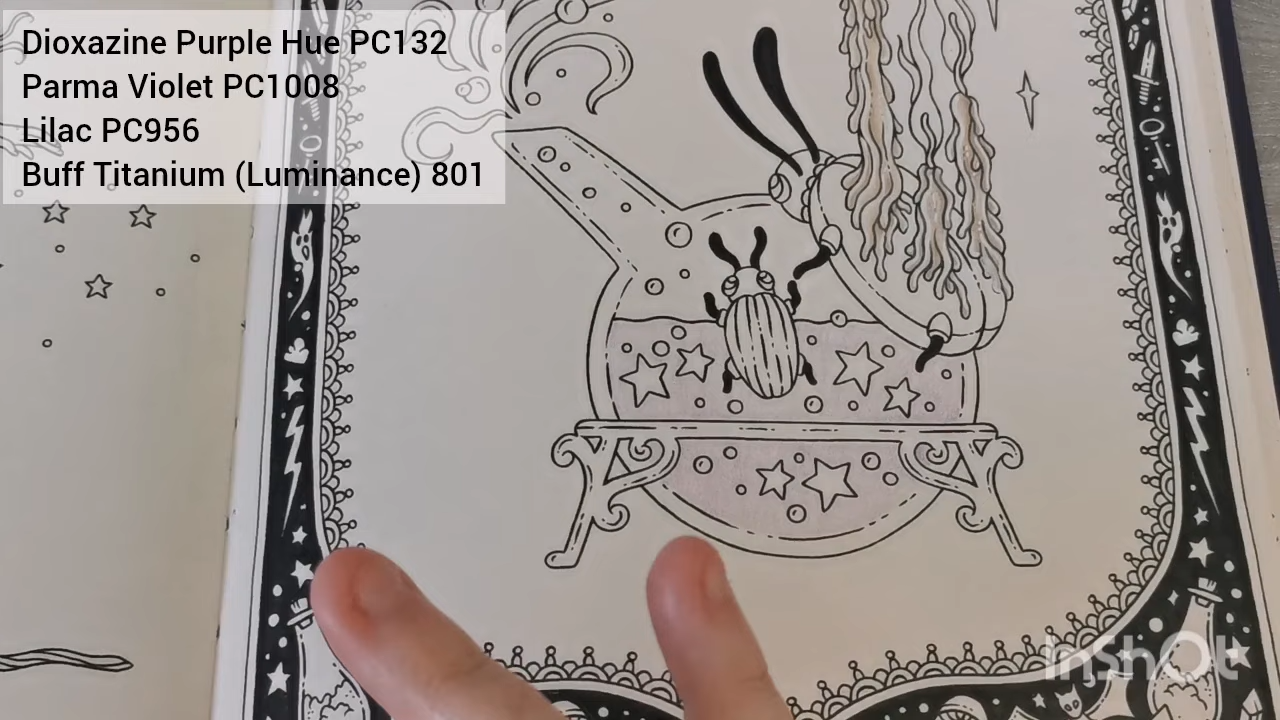 Dioxazine Purple Hue PC132
Parma Violet PC1008
Lilac PC956
Buff Titanium (Luminance) 801
InShOt